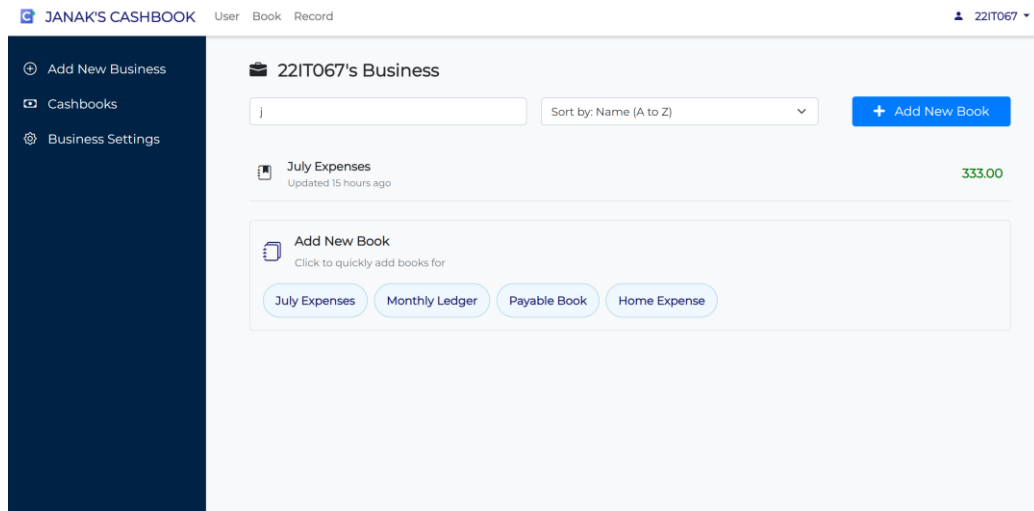 JANAK'S CASHBOOK User Book Record 22IT067
Add New Business
Cashbooks
Business Settings
22IT067's Business
j Sort by: Name (A to Z) + Add New Book
July Expenses 333.00
Updated 15 hours ago
Add New Book
Click to quickly add books for
July Expenses Monthly Ledger Payable Book Home Expense